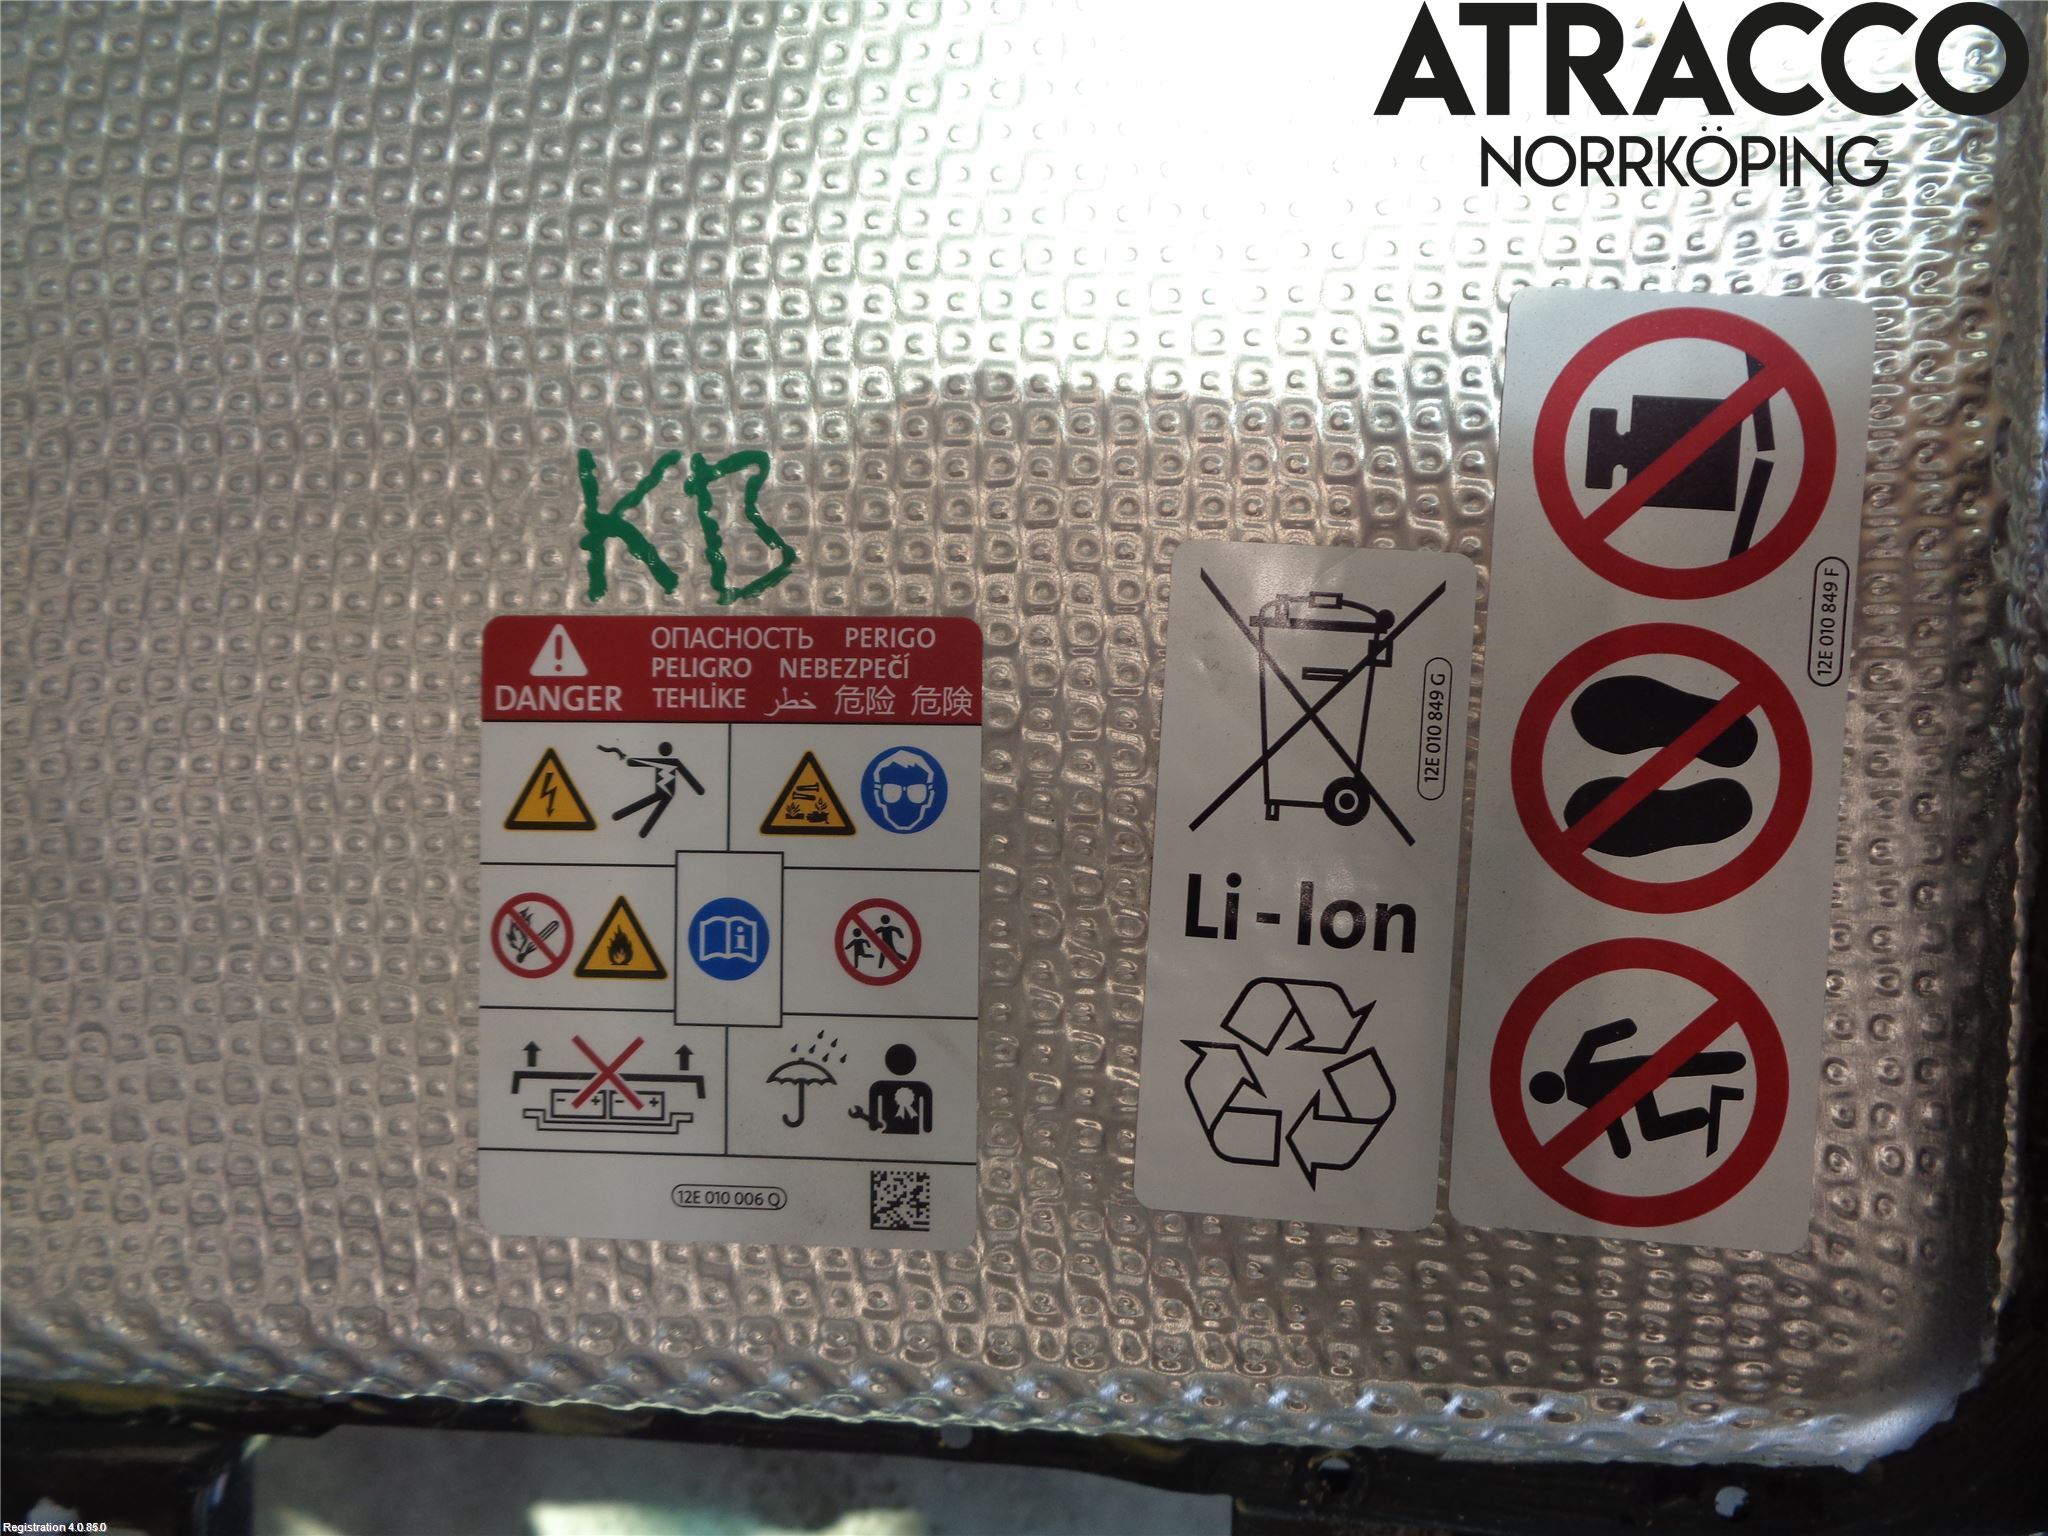 ATRACCO
NORRKÖPING
KB
DANGER
ОПАСНОСТЬ PERIGO
PELIGRO NEBEZPEČÍ
TEHLİKE خطر 危险 危険
12E 010 006 Q
12E 010 849 G
Li-Ion
12E 010 849 F
Registration 4.0.85.0